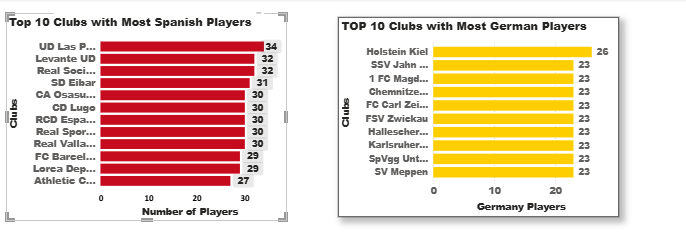 Top 10 Clubs with Most Spanish Players
Clubs
UD Las P... 34
Levante UD 32
Real Soci... 32
SD Eibar 31
CA Osasu... 30
CD Lugo 30
RCD Espa... 30
Real Spor... 30
Real Valla... 30
FC Barcel... 29
Lorca Dep... 29
Athletic C... 27
0 10 20 30
Number of Players
TOP 10 Clubs with Most German Players
Clubs
Holstein Kiel 26
SSV Jahn ... 23
1 FC Magd... 23
Chemnitze... 23
FC Carl Zei... 23
FSV Zwickau 23
Hallescher... 23
Karlsruher... 23
SpVgg Unt... 23
SV Meppen 23
0 10 20
Germany Players